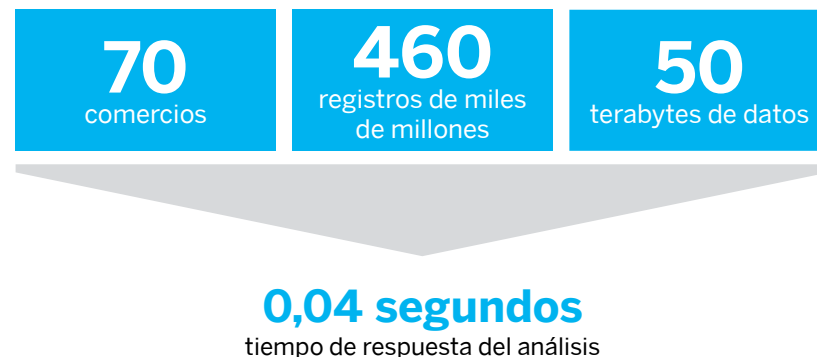 70
comercios
460
registros de miles
de millones
50
terabytes de datos
0,04 segundos
tiempo de respuesta del análisis